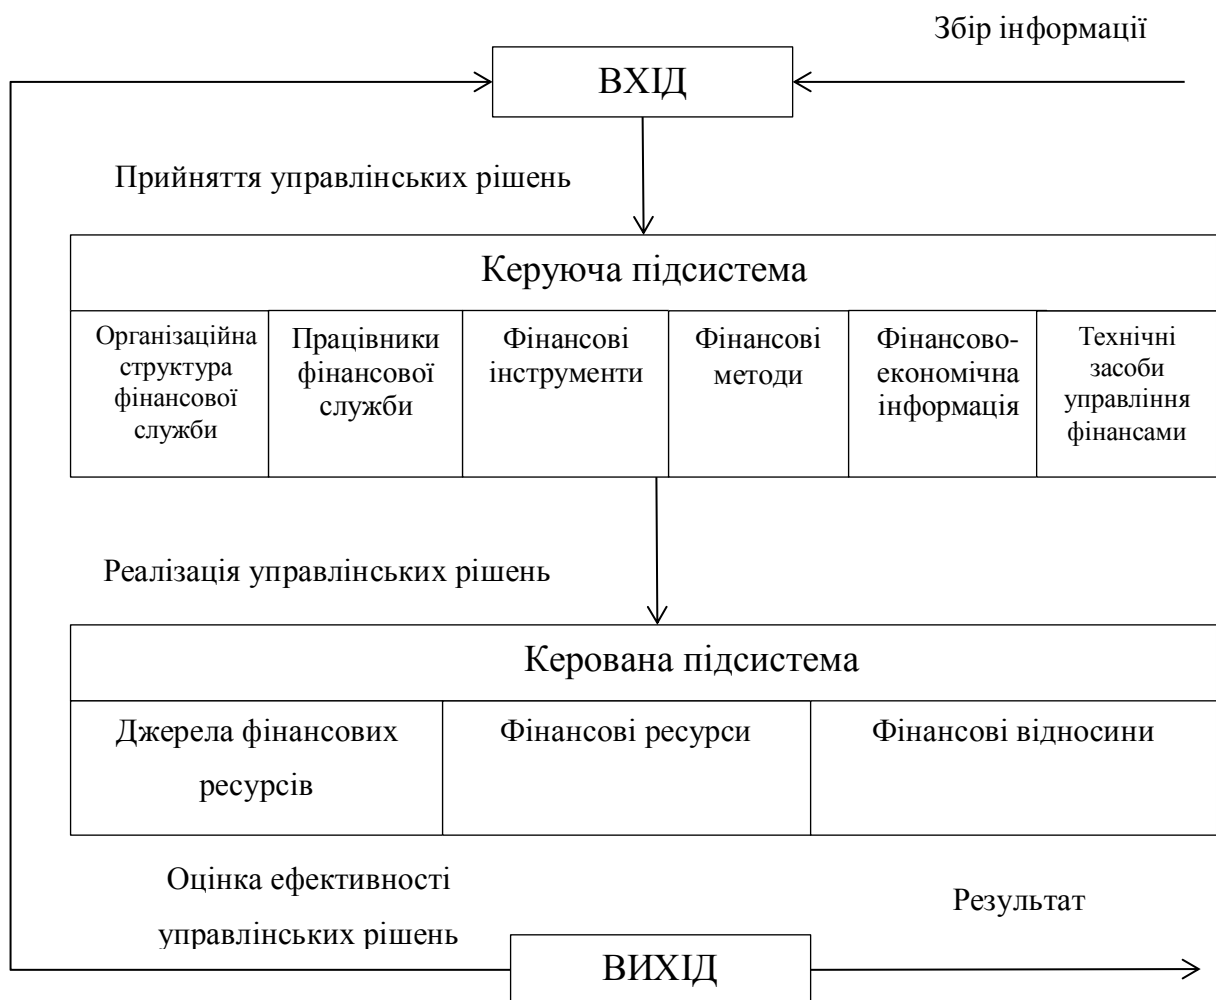 Збір інформації
ВХІД
Прийняття управлінських рішень
Керуюча підсистема
Організаційна
структура
фінансової
служби
Працівники
фінансової
служби
Фінансові
інструменти
Фінансові
методи
Фінансово-
економічна
інформація
Технічні
засоби
управління
фінансами
Реалізація управлінських рішень
Керована підсистема
Джерела фінансових
ресурсів
Фінансові ресурси
Фінансові відносини
Оцінка ефективності
управлінських рішень
Результат
ВИХІД